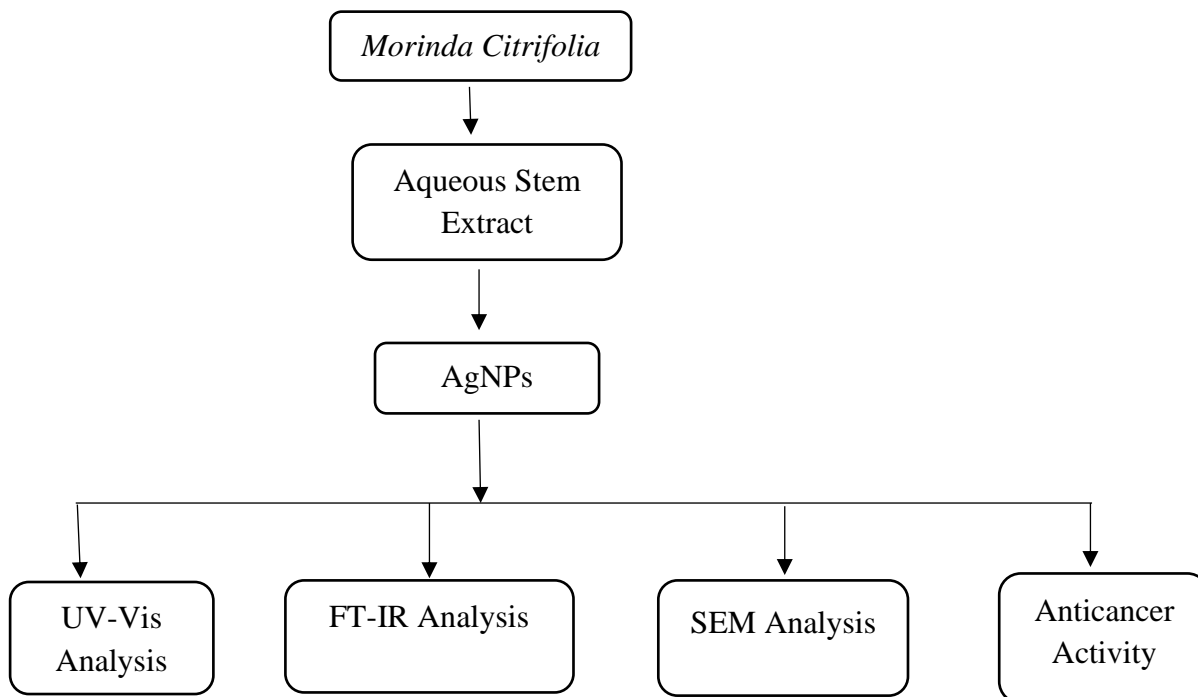 Morinda Citrifolia
Aqueous Stem
Extract
AgNPs
UV-Vis
Analysis
FT-IR Analysis
SEM Analysis
Anticancer
Activity